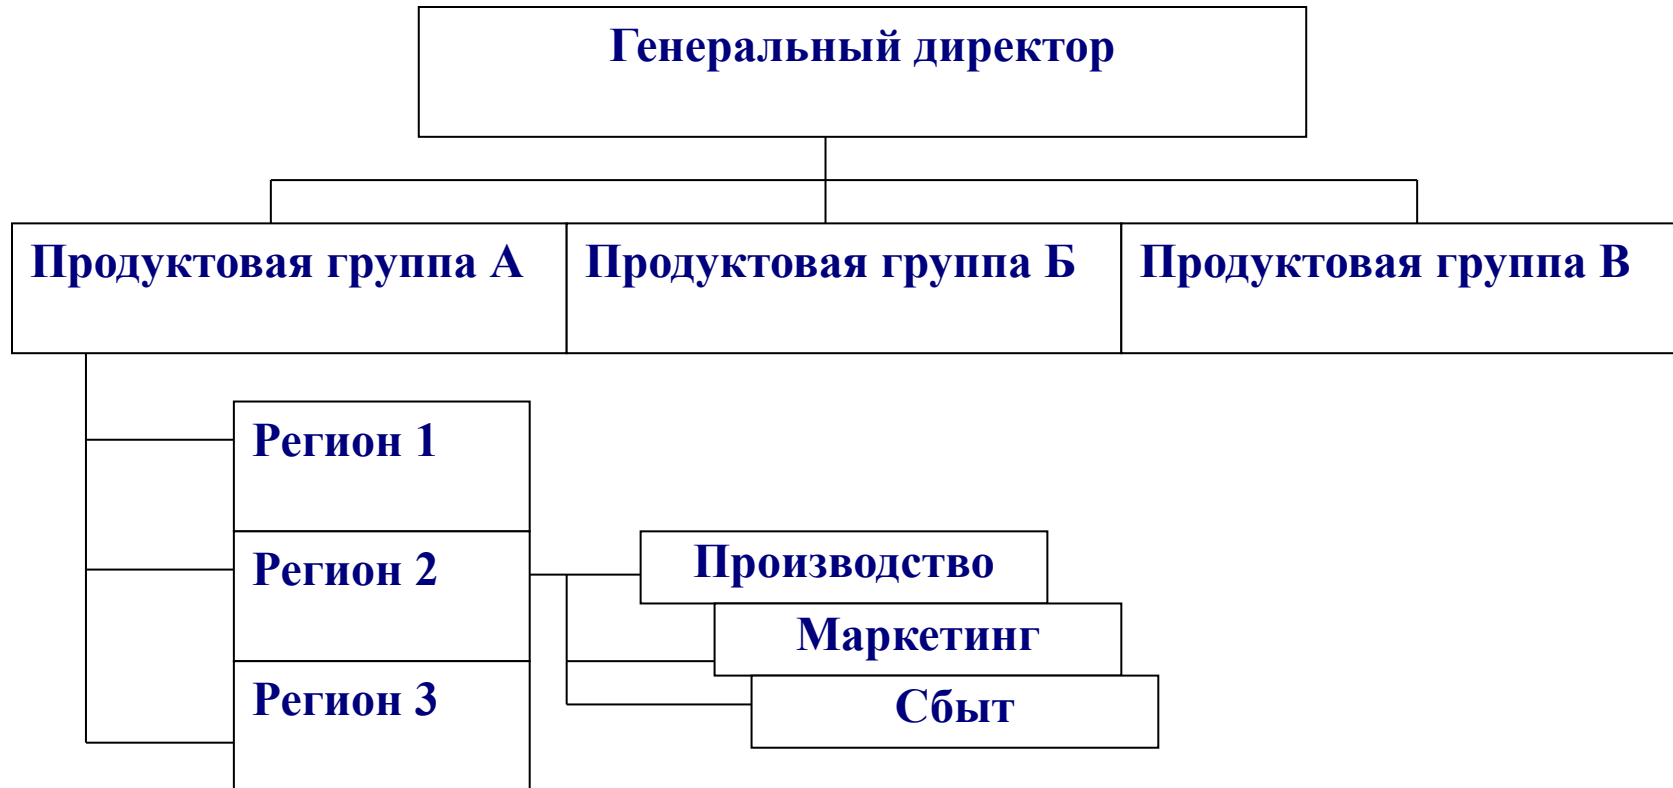 Генеральный директор
Продуктовая группа А
Продуктовая группа Б
Продуктовая группа В
Регион 1
Регион 2
Регион 3
Производство
Маркетинг
Сбыт